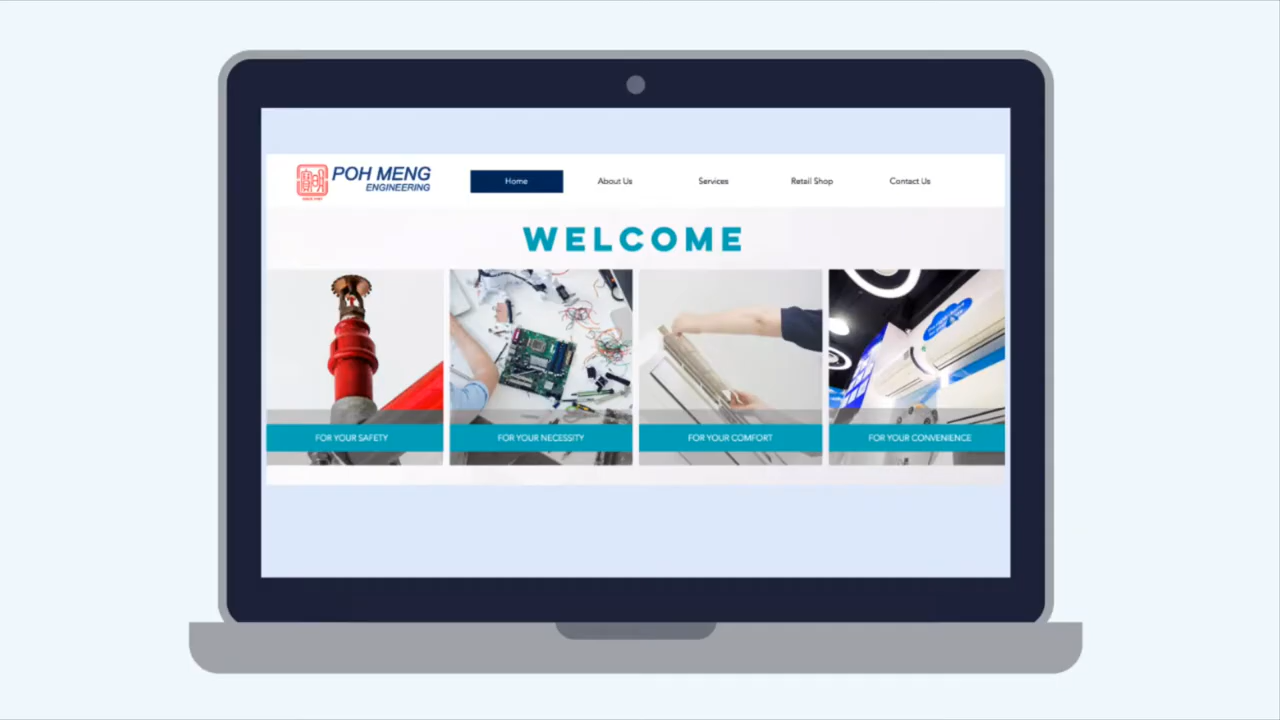 POH MENG
ENGINEERING
Home
About Us
Services
Retail Shop
Contact Us
WELCOME
FOR YOUR SAFETY
FOR YOUR NECESSITY
FOR YOUR COMFORT
FOR YOUR CONVENIENCE